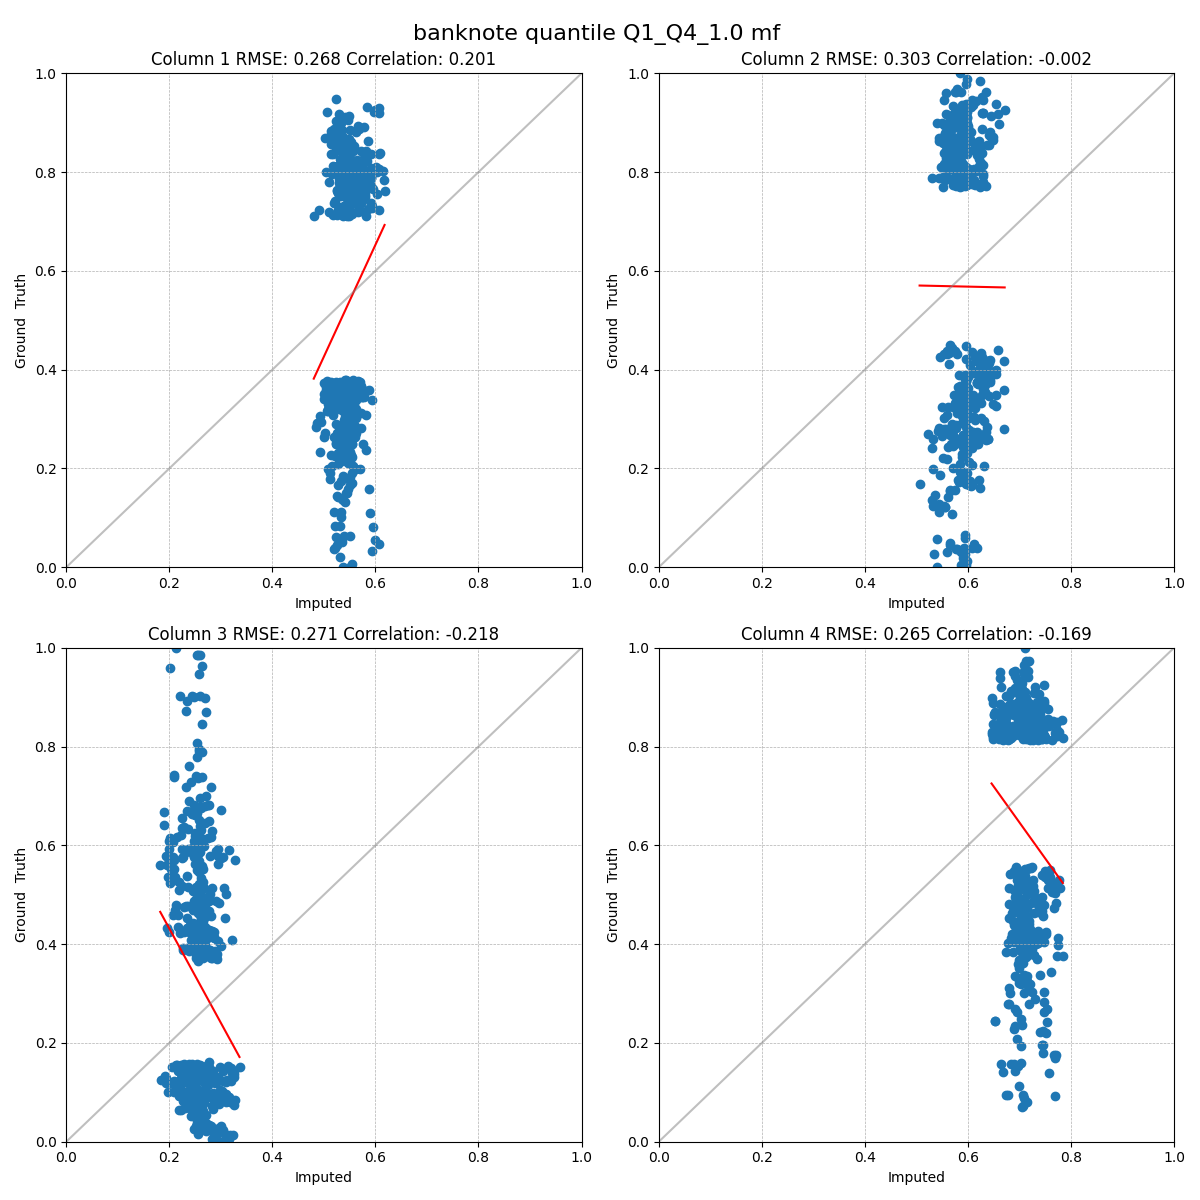 banknote quantile Q1_Q4_1.0 mf
Column 1 RMSE: 0.268 Correlation: 0.201
1.0
0.8
0.6
0.4
0.2
0.0
Ground Truth
0.0 0.2 0.4 0.6 0.8 1.0
Imputed
Column 2 RMSE: 0.303 Correlation: -0.002
1.0
0.8
0.6
0.4
0.2
0.0
Ground Truth
0.0 0.2 0.4 0.6 0.8 1.0
Imputed
Column 3 RMSE: 0.271 Correlation: -0.218
1.0
0.8
0.6
0.4
0.2
0.0
Ground Truth
0.0 0.2 0.4 0.6 0.8 1.0
Imputed
Column 4 RMSE: 0.265 Correlation: -0.169
1.0
0.8
0.6
0.4
0.2
0.0
Ground Truth
0.0 0.2 0.4 0.6 0.8 1.0
Imputed